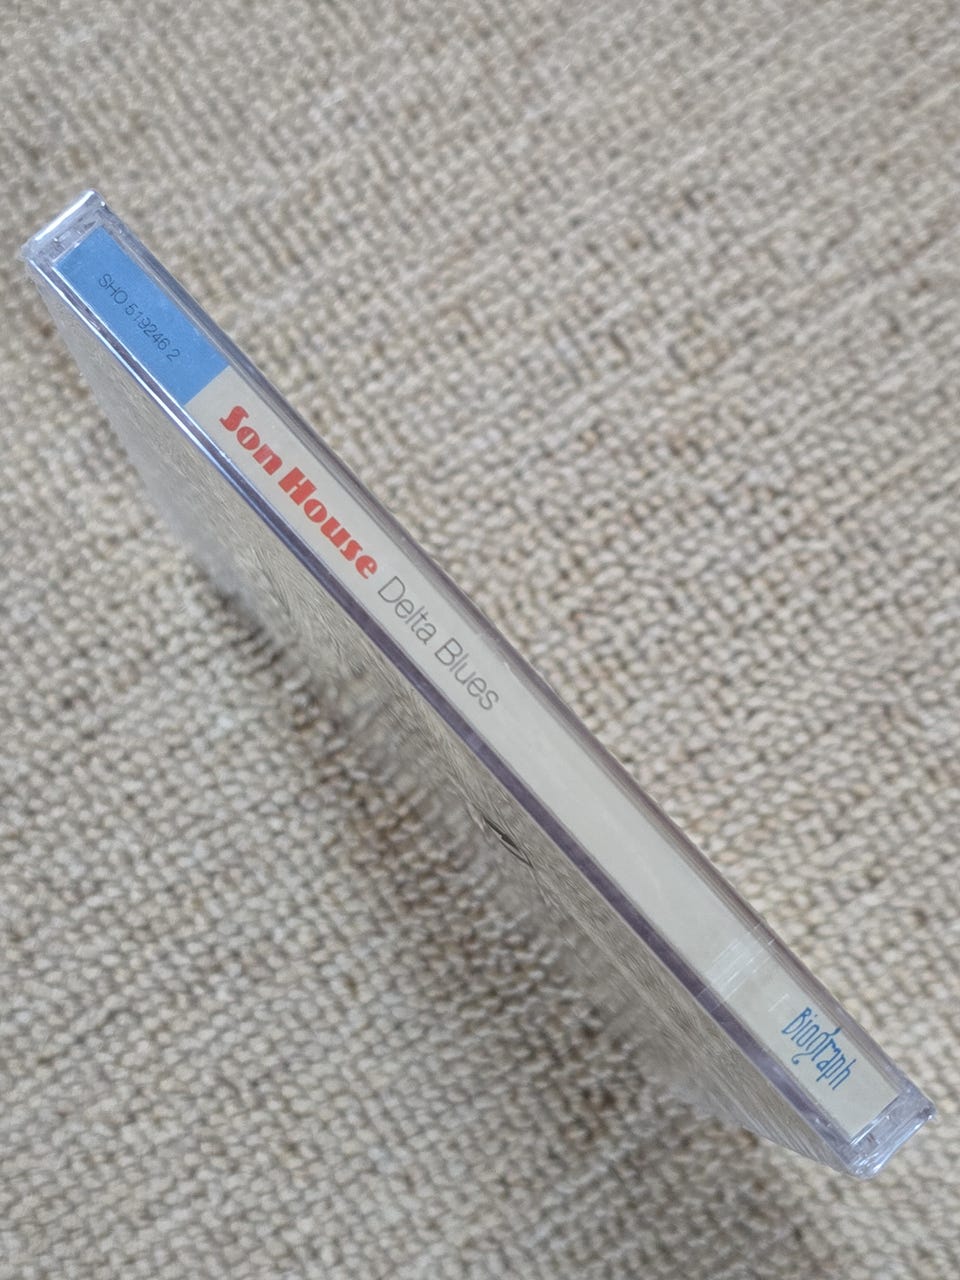 SHO 519246 2
Son House Delta Blues
Biograph